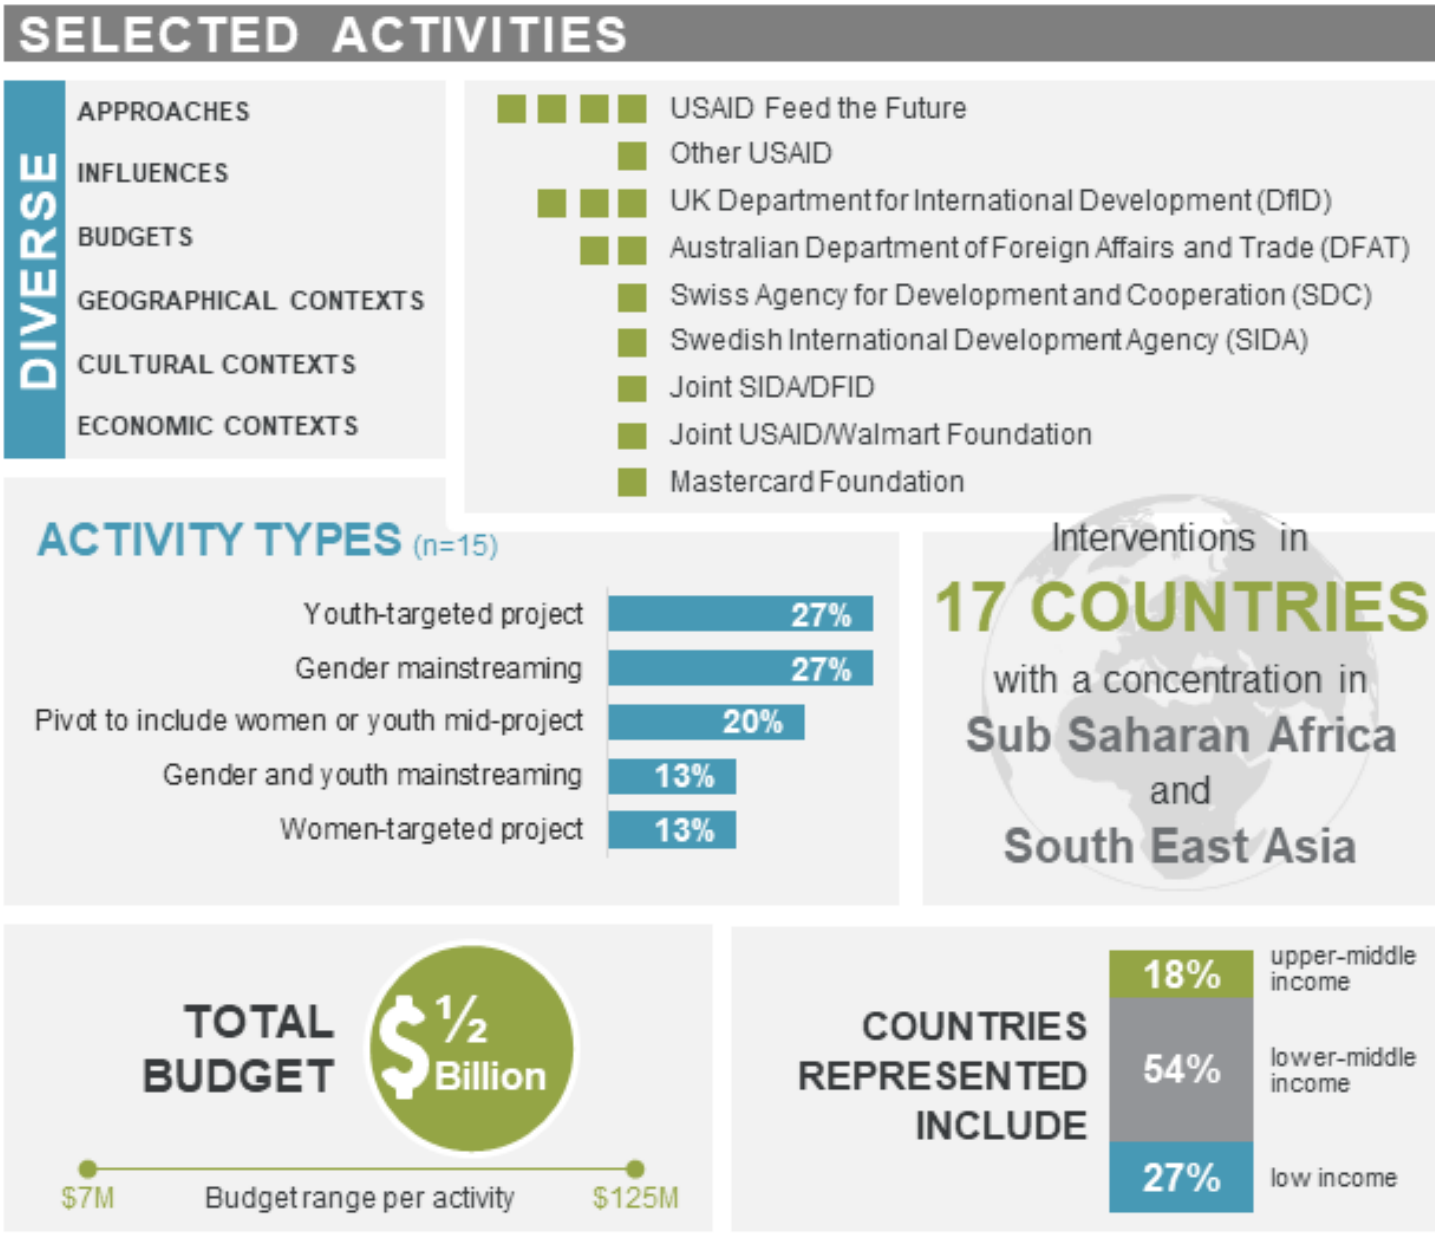 SELECTED ACTIVITIES
DIVERSE
APPROACHES
INFLUENCES
BUDGETS
GEOGRAPHICAL CONTEXTS
CULTURAL CONTEXTS
ECONOMIC CONTEXTS
USAID Feed the Future
Other USAID
UK Department for International Development (DfID)
Australian Department of Foreign Affairs and Trade (DFAT)
Swiss Agency for Development and Cooperation (SDC)
Swedish International Development Agency (SIDA)
Joint SIDA/DFID
Joint USAID/Walmart Foundation
Mastercard Foundation
ACTIVITY TYPES (n=15)
Youth-targeted project 27%
Gender mainstreaming 27%
Pivot to include women or youth mid-project 20%
Gender and youth mainstreaming 13%
Women-targeted project 13%
Interventions in
17 COUNTRIES
with a concentration in
Sub Saharan Africa
and
South East Asia
TOTAL
BUDGET
$ ½
Billion
$7M Budget range per activity $125M
COUNTRIES
REPRESENTED
INCLUDE
18% upper-middle
income
54% lower-middle
income
27% low income